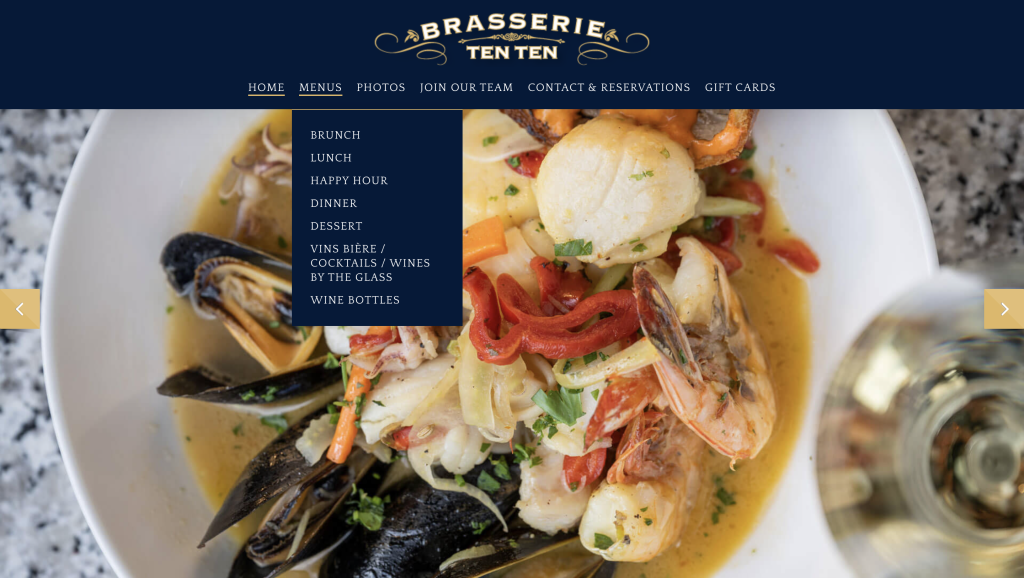 BRASSERIE
TEN TEN
HOME MENUS PHOTOS JOIN OUR TEAM CONTACT & RESERVATIONS GIFT CARDS
BRUNCH
LUNCH
HAPPY HOUR
DINNER
DESSERT
VINS BIÈRE /
COCKTAILS / WINES
BY THE GLASS
WINE BOTTLES